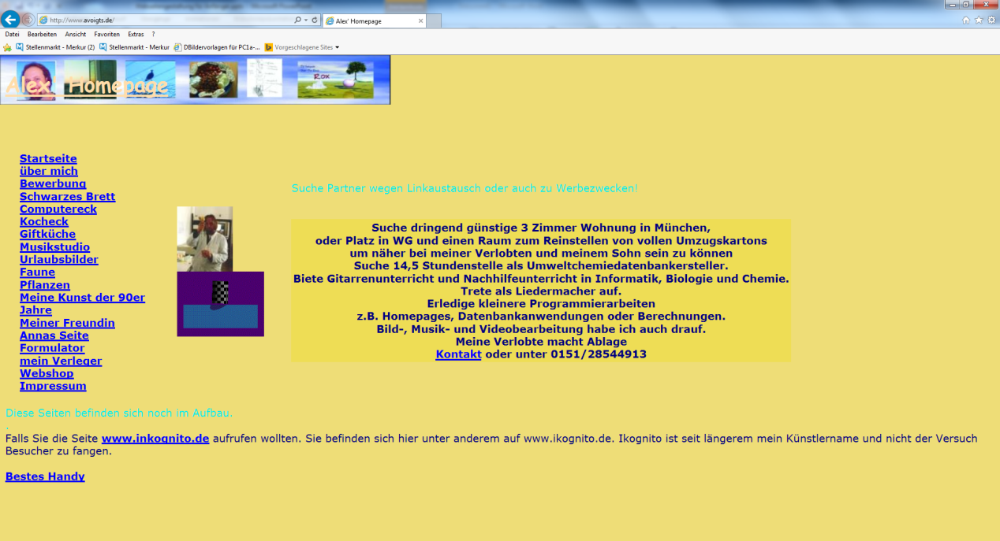 http://www.avoigts.de/
Alex' Homepage
Datei Bearbeiten Ansicht Favoriten Extras ?
Stellenmarkt - Merkur (2) Stellenmarkt - Merkur DBildervorlagen für PC1a-... Vorgeschlagene Sites
Alex' Homepage
Rox
Startseite
über mich
Bewerbung
Schwarzes Brett
Computereck
Kocheck
Giftküche
Musikstudio
Urlaubsbilder
Faune
Pflanzen
Meine Kunst der 90er
Jahre
Meiner Freundin
Annas Seite
Formulator
mein Verleger
Webshop
Impressum
Suche Partner wegen Linkaustausch oder auch zu Werbezwecken!
Suche dringend günstige 3 Zimmer Wohnung in München,
oder Platz in WG und einen Raum zum Reinstellen von vollen Umzugskartons
um näher bei meiner Verlobten und meinem Sohn sein zu können
Suche 14,5 Stundenstelle als Umweltchemiedatenbankersteller.
Biete Gitarrenunterricht und Nachhilfeunterricht in Informatik, Biologie und Chemie.
Trete als Liedermacher auf.
Erledige kleinere Programmierarbeiten
z.B. Homepages, Datenbankanwendungen oder Berechnungen.
Bild-, Musik- und Videobearbeitung habe ich auch drauf.
Meine Verlobte macht Ablage
Kontakt oder unter 0151/28544913
Diese Seiten befinden sich noch im Aufbau.
.
Falls Sie die Seite www.inkognito.de aufrufen wollten. Sie befinden sich hier unter anderem auf www.ikognito.de. Ikognito ist seit längerem mein Künstlername und nicht der Versuch
Besucher zu fangen.
Bestes Handy